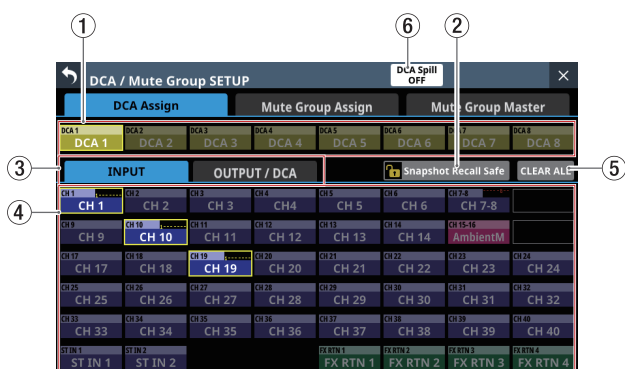 1 6 2
DCA / Mute Group SETUP
DCA Spill
OFF
DCA Assign Mute Group Assign Mute Group Master
DCA 1 DCA 2 DCA 3 DCA 4 DCA 5 DCA 6 DCA 7 DCA 8
DCA 1 DCA 2 DCA 3 DCA 4 DCA 5 DCA 6 DCA 7 DCA 8
3 INPUT OUTPUT / DCA Snapshot Recall Safe CLEAR ALL 5
4
CH 1 CH 2 CH 3 CH 4 CH 5 CH 6 CH 7-8
CH 1 CH 2 CH 3 CH4 CH 5 CH 6 CH 7-8
CH 9 CH 10 CH 11 CH 12 CH 13 CH 14 CH 15-16
CH 9 CH 10 CH 11 CH 12 CH 13 CH 14 AmbientM
CH 17 CH 18 CH 19 CH 20 CH 21 CH 22 CH 23 CH 24
CH 17 CH 18 CH 19 CH 20 CH 21 CH 22 CH 23 CH 24
CH 25 CH 26 CH 27 CH 28 CH 29 CH 30 CH 31 CH 32
CH 25 CH 26 CH 27 CH 28 CH 29 CH 30 CH 31 CH 32
CH 33 CH 34 CH 35 CH 36 CH 37 CH 38 CH 39 CH 40
CH 33 CH 34 CH 35 CH 36 CH 37 CH 38 CH 39 CH 40
ST IN 1 ST IN 2 FX RTN 1 FX RTN 2 FX RTN 3 FX RTN 4
ST IN 1 ST IN 2 FX RTN 1 FX RTN 2 FX RTN 3 FX RTN 4